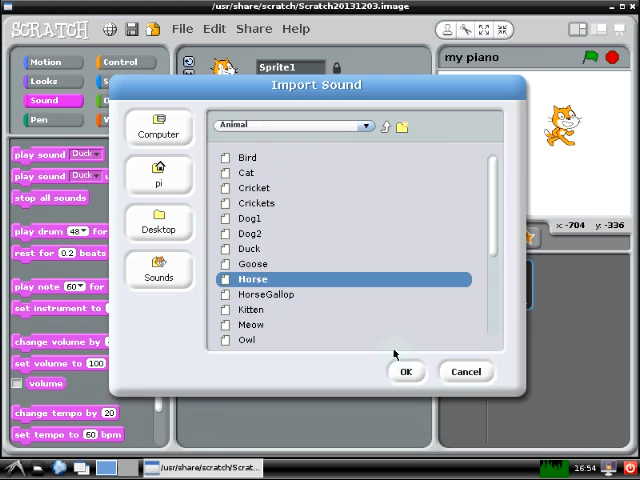 /usr/share/scratch/Scratch20131203.image
SCRATCH
File Edit Share Help
Motion
Control
Looks
Sound
Pen
Sprite1
my piano
Import Sound
Computer
pi
Desktop
Sounds
Animal
Bird
Cat
Cricket
Crickets
Dog1
Dog2
Duck
Goose
Horse
HorseGallop
Kitten
Meow
Owl
OK
Cancel
play sound Duck
play sound Duck u
stop all sounds
play drum 48 for
rest for 0.2 beats
play note 60 for
set instrument to
change volume by
set volume to 100
volume
change tempo by 20
set tempo to 60 bpm
x: -704 y: -336
/usr/share/scratch/Scrat...
16:54